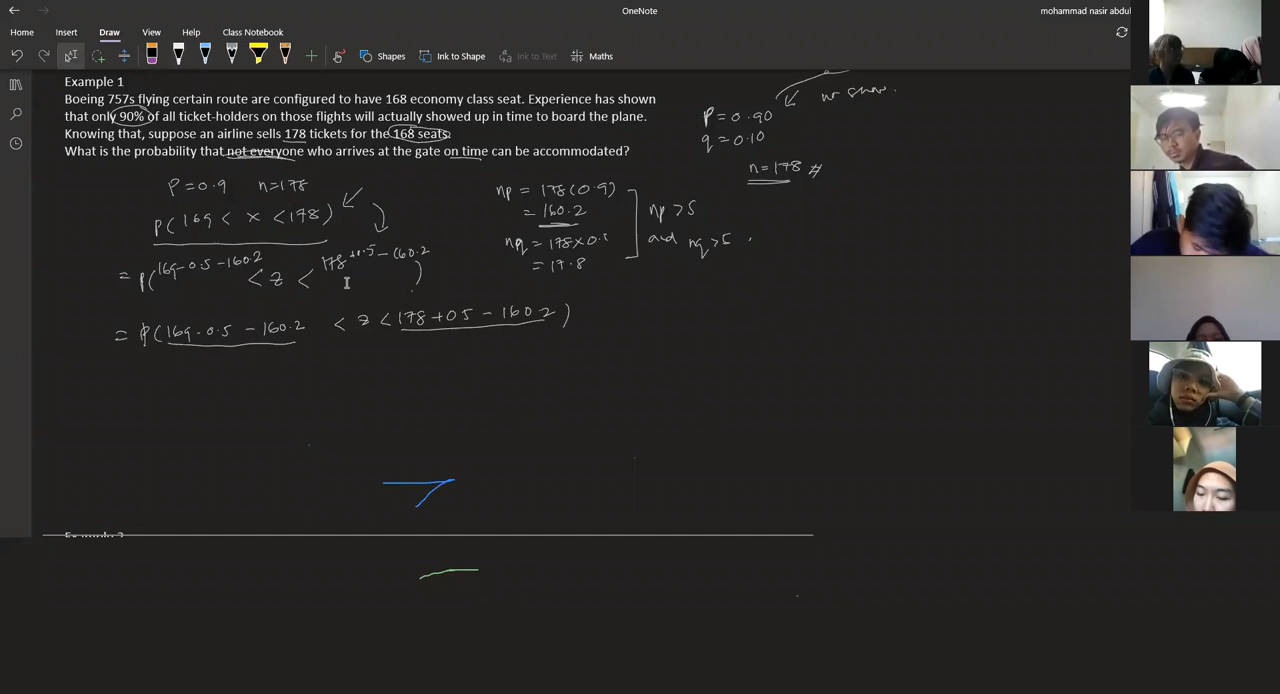 OneNote
mohammad nasir abdul
Home Insert Draw View Help Class Notebook
Shapes Ink to Shape Ink to Text Maths
Example 1
Boeing 757s flying certain route are configured to have 168 economy class seat. Experience has shown
that only 90% of all ticket-holders on those flights will actually showed up in time to board the plane.
Knowing that, suppose an airline sells 178 tickets for the 168 seats.
What is the probability that not everyone who arrives at the gate on time can be accommodated?
show.
P=0.90
q=0.10
n=178 #
P=0.9 n=178
P(169 < x < 178)
= P(169-0.5-160.2 < z < 178+0.5-160.2)
= P(169-0.5-160.2 < z < 178+0.5-160.2)
np = 178(0.9)
= 160.2
nq = 178×0.1
= 17.8
np>5
and nq>5
Example 2